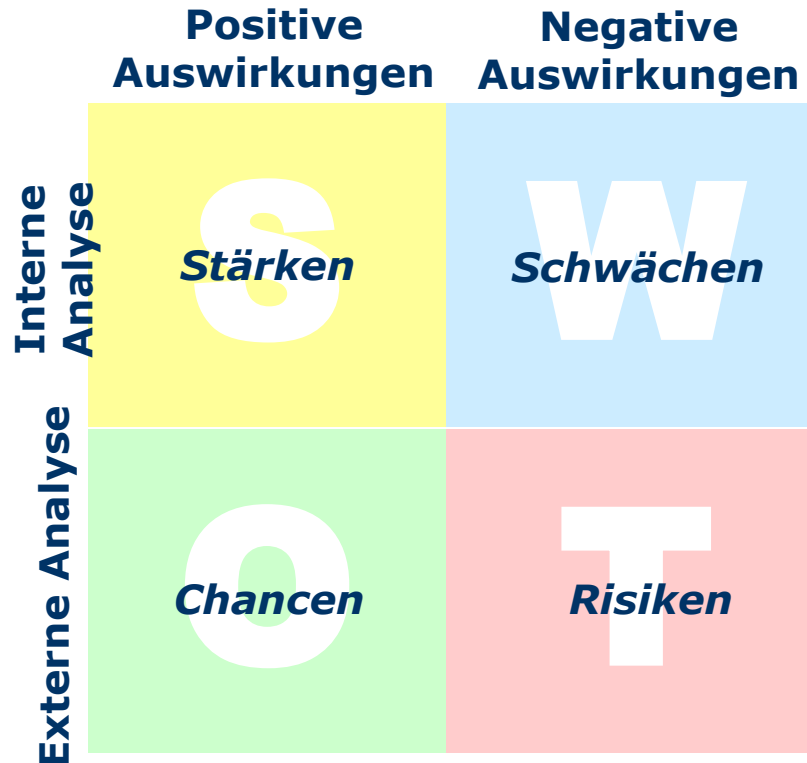 Positive
Auswirkungen
Negative
Auswirkungen
Interne
Analyse
S
Stärken
W
Schwächen
Externe Analyse
O
Chancen
T
Risiken